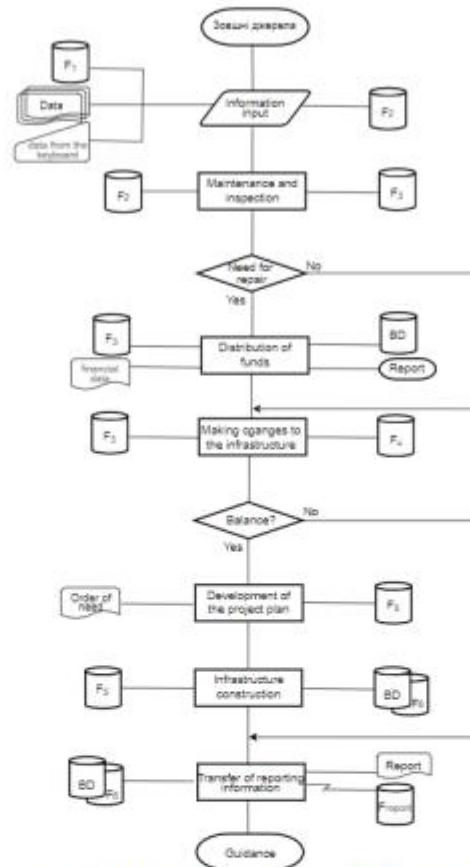 Зовшні джерела
F1
Data
Information
input
F2
data from the
keyboard
F2
Maintenance and
inspection
F3
Need for
repair
No
Yes
F3
Distribution of
funds
BD
financial
data
Report
F3
Making cganges to
the infrastructure
F4
Balance?
No
Yes
Order of
need
Development of
the project plan
F5
F5
Infrastructure
construction
BD
F6
BD
F6
Transfer of reporting
information
Report
Freport
Guidance